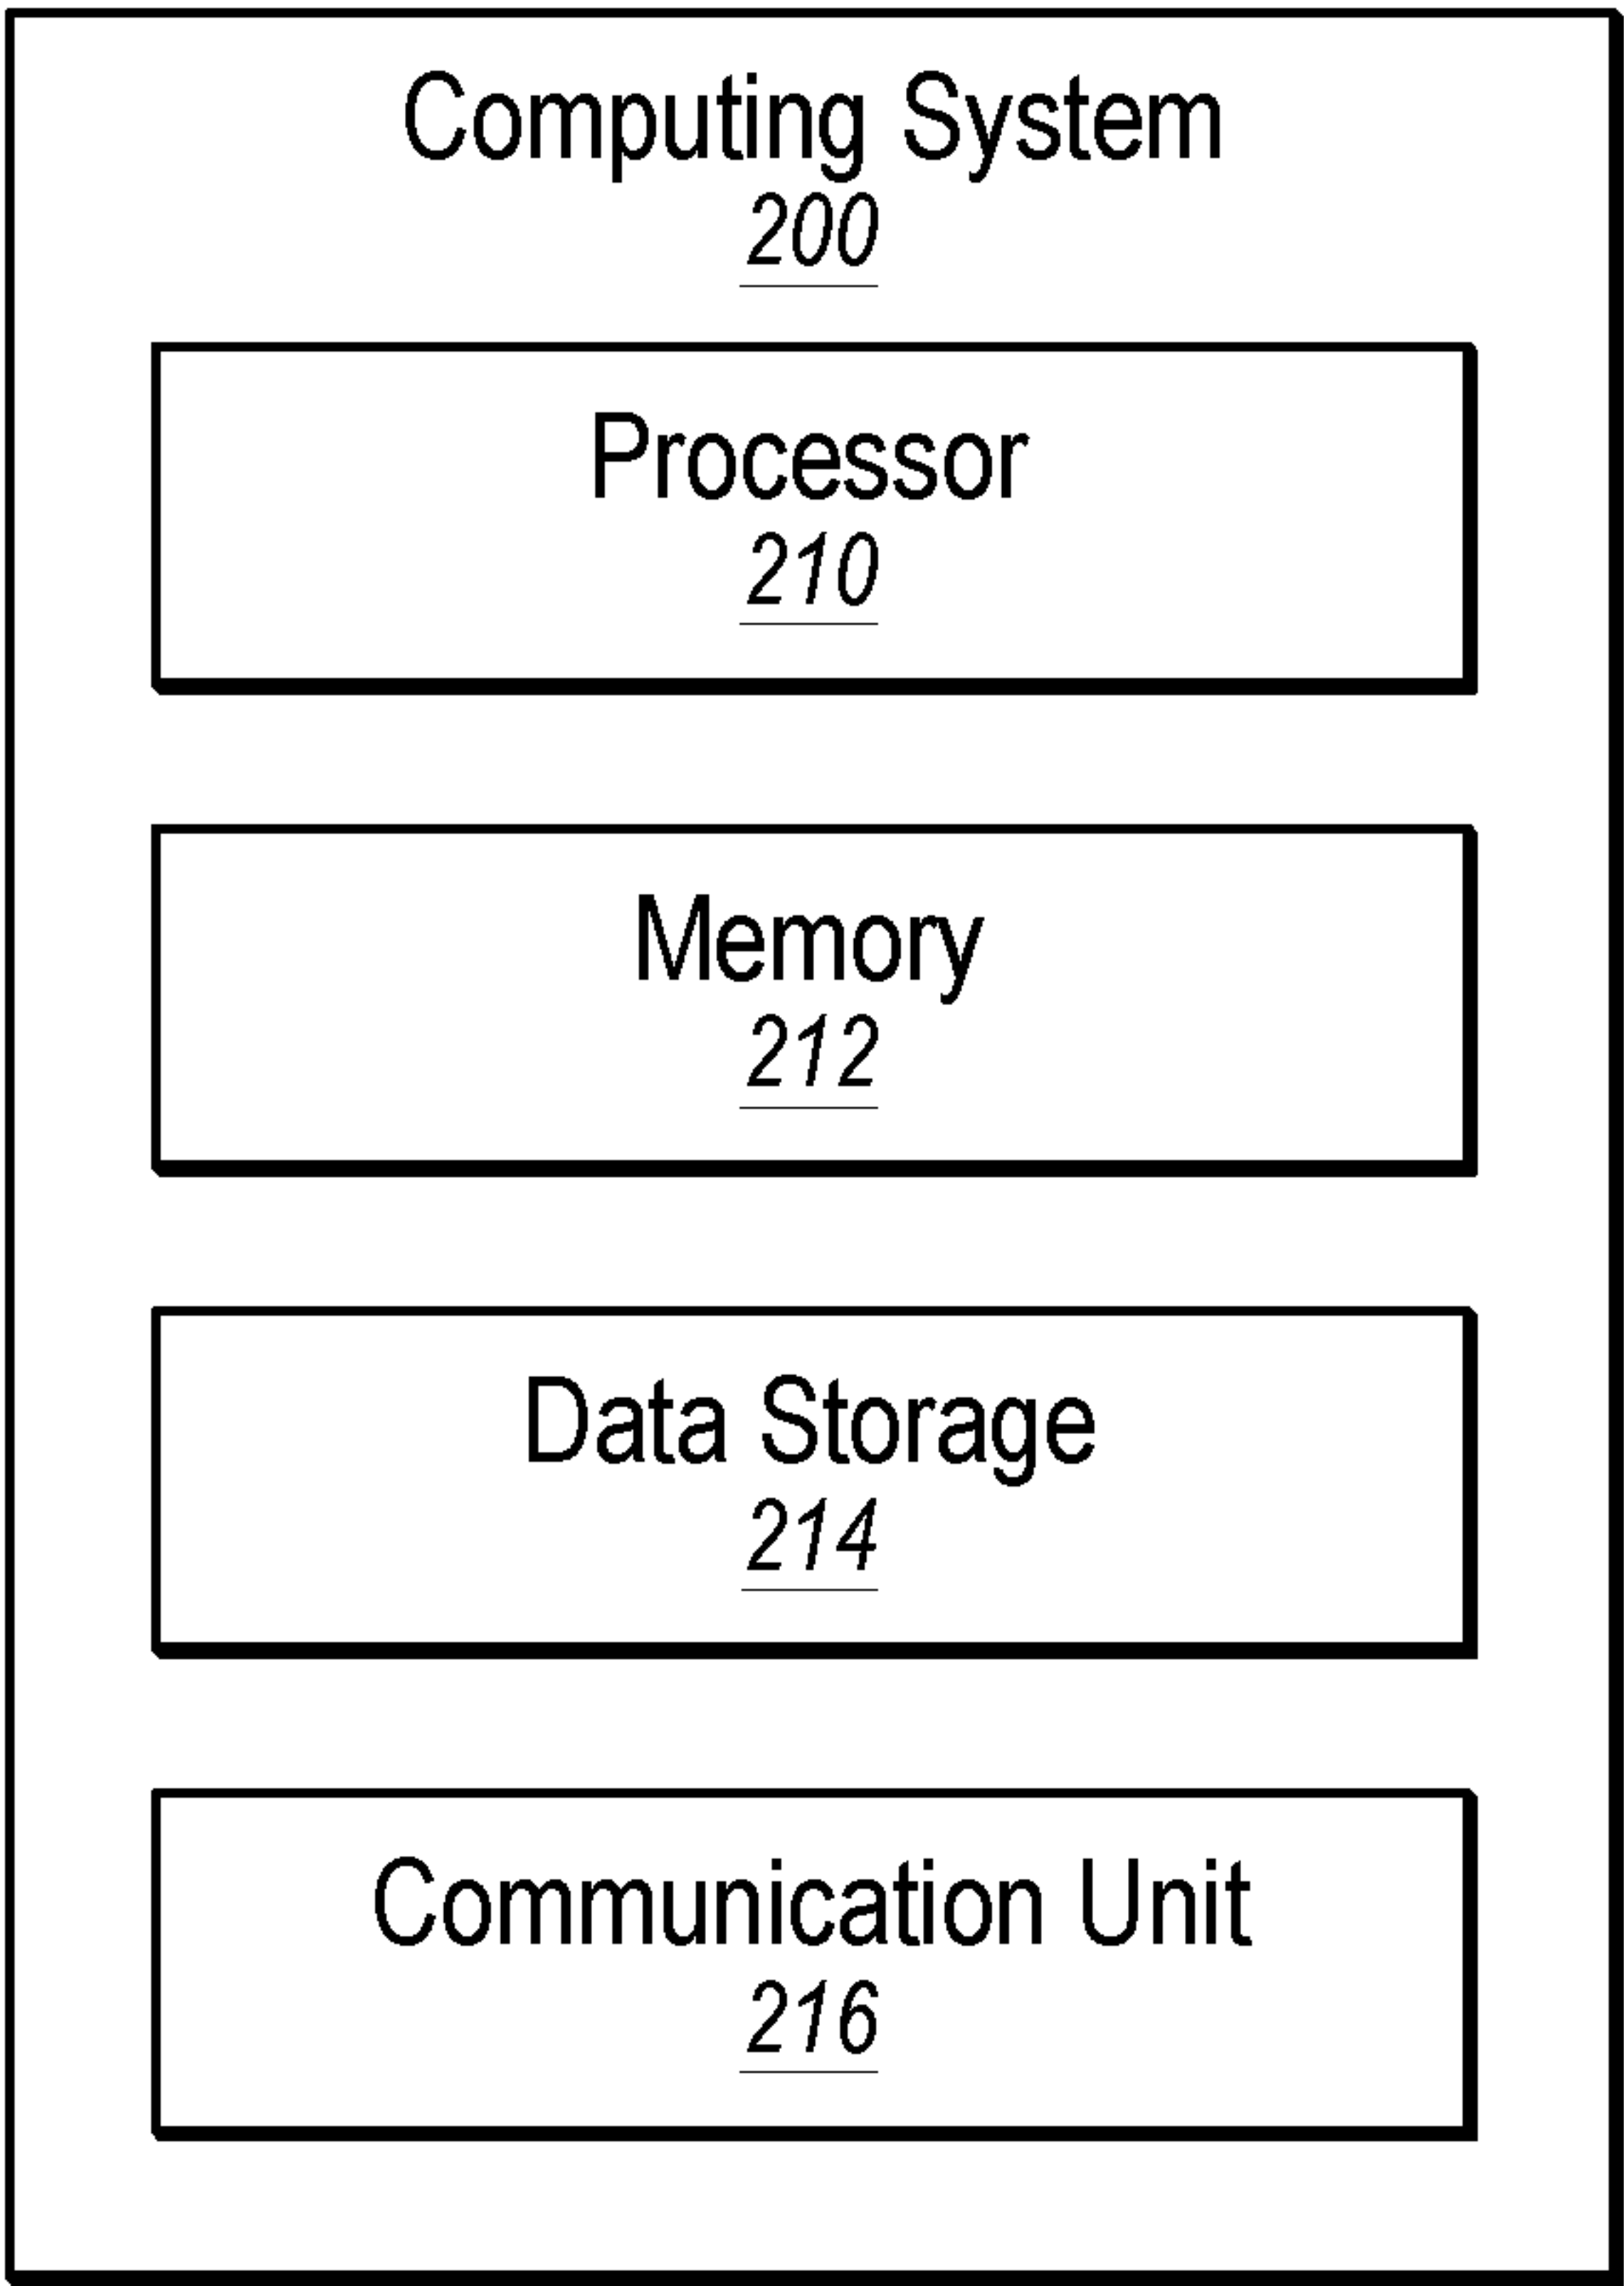 Computing System
200
Processor
210
Memory
212
Data Storage
214
Communication Unit
216